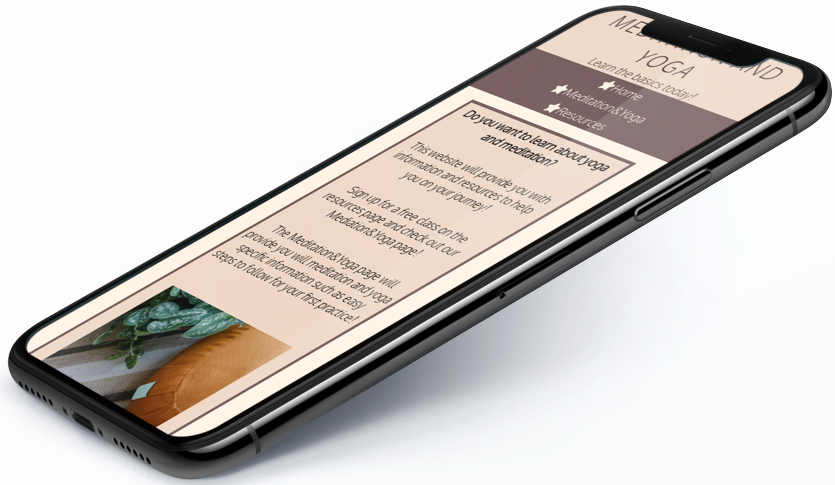 MEDITATION AND
YOGA
Learn the basics today!
Home
Meditation&Yoga
Resources
Do you want to learn about yoga
and meditation?
This website will provide you with
information and resources to help
you on your journey!
Sign up for a free class on the
resources page and check out our
Mediation&Yoga page!
The Meditation&Yoga page will
provide you will meditation and yoga
specific information such as easy
steps to follow for your first practice!